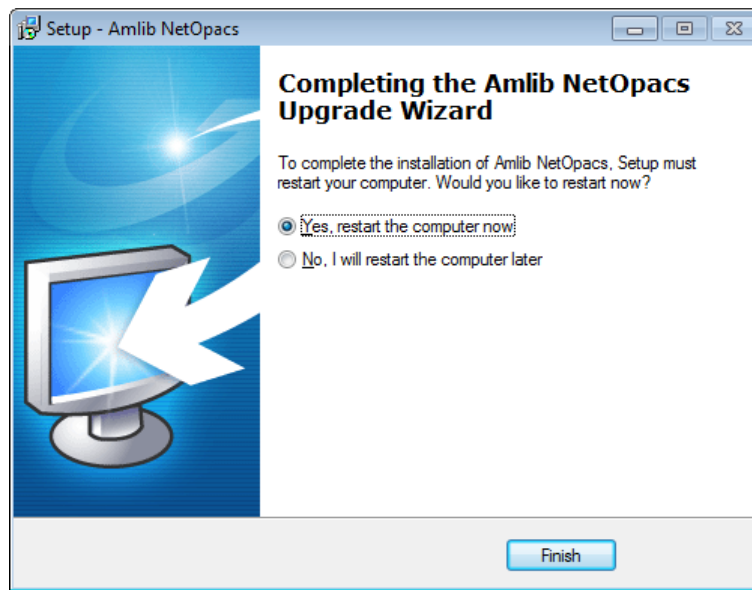 Setup - Amlib NetOpacs
Completing the Amlib NetOpacs
Upgrade Wizard
To complete the installation of Amlib NetOpacs, Setup must
restart your computer. Would you like to restart now?
Yes, restart the computer now
No, I will restart the computer later
Finish